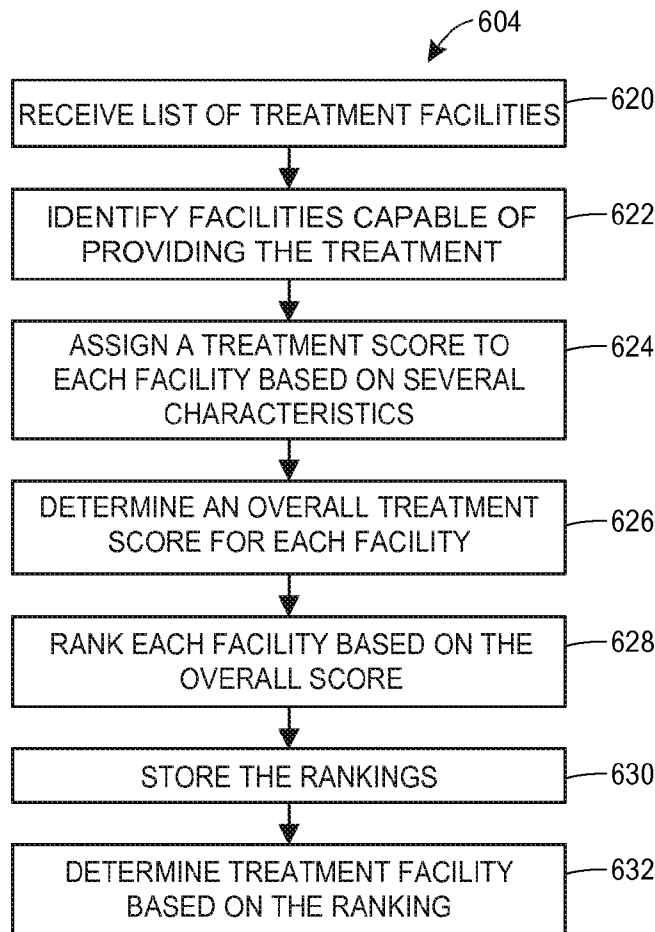 604
RECEIVE LIST OF TREATMENT FACILITIES
620
IDENTIFY FACILITIES CAPABLE OF
PROVIDING THE TREATMENT
622
ASSIGN A TREATMENT SCORE TO
EACH FACILITY BASED ON SEVERAL
CHARACTERISTICS
624
DETERMINE AN OVERALL TREATMENT
SCORE FOR EACH FACILITY
626
RANK EACH FACILITY BASED ON THE
OVERALL SCORE
628
STORE THE RANKINGS
630
DETERMINE TREATMENT FACILITY
BASED ON THE RANKING
632